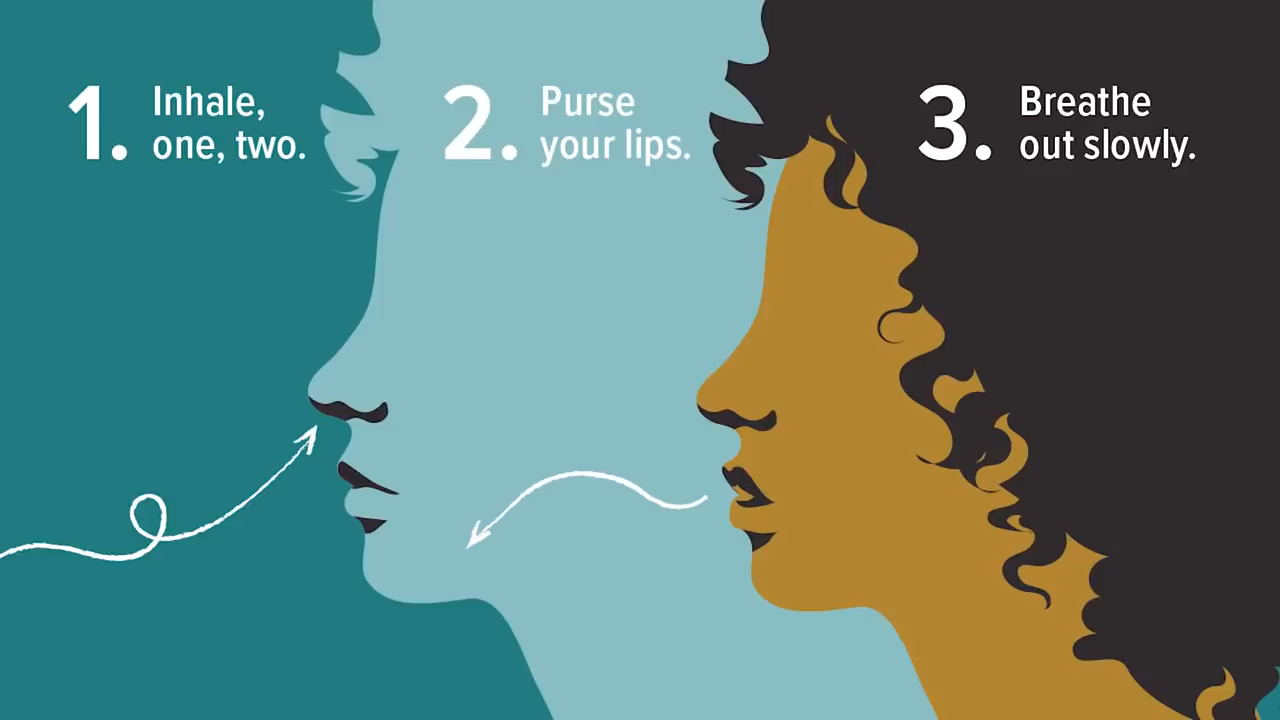 1. Inhale,
one, two.
2. Purse
your lips.
3. Breathe
out slowly.